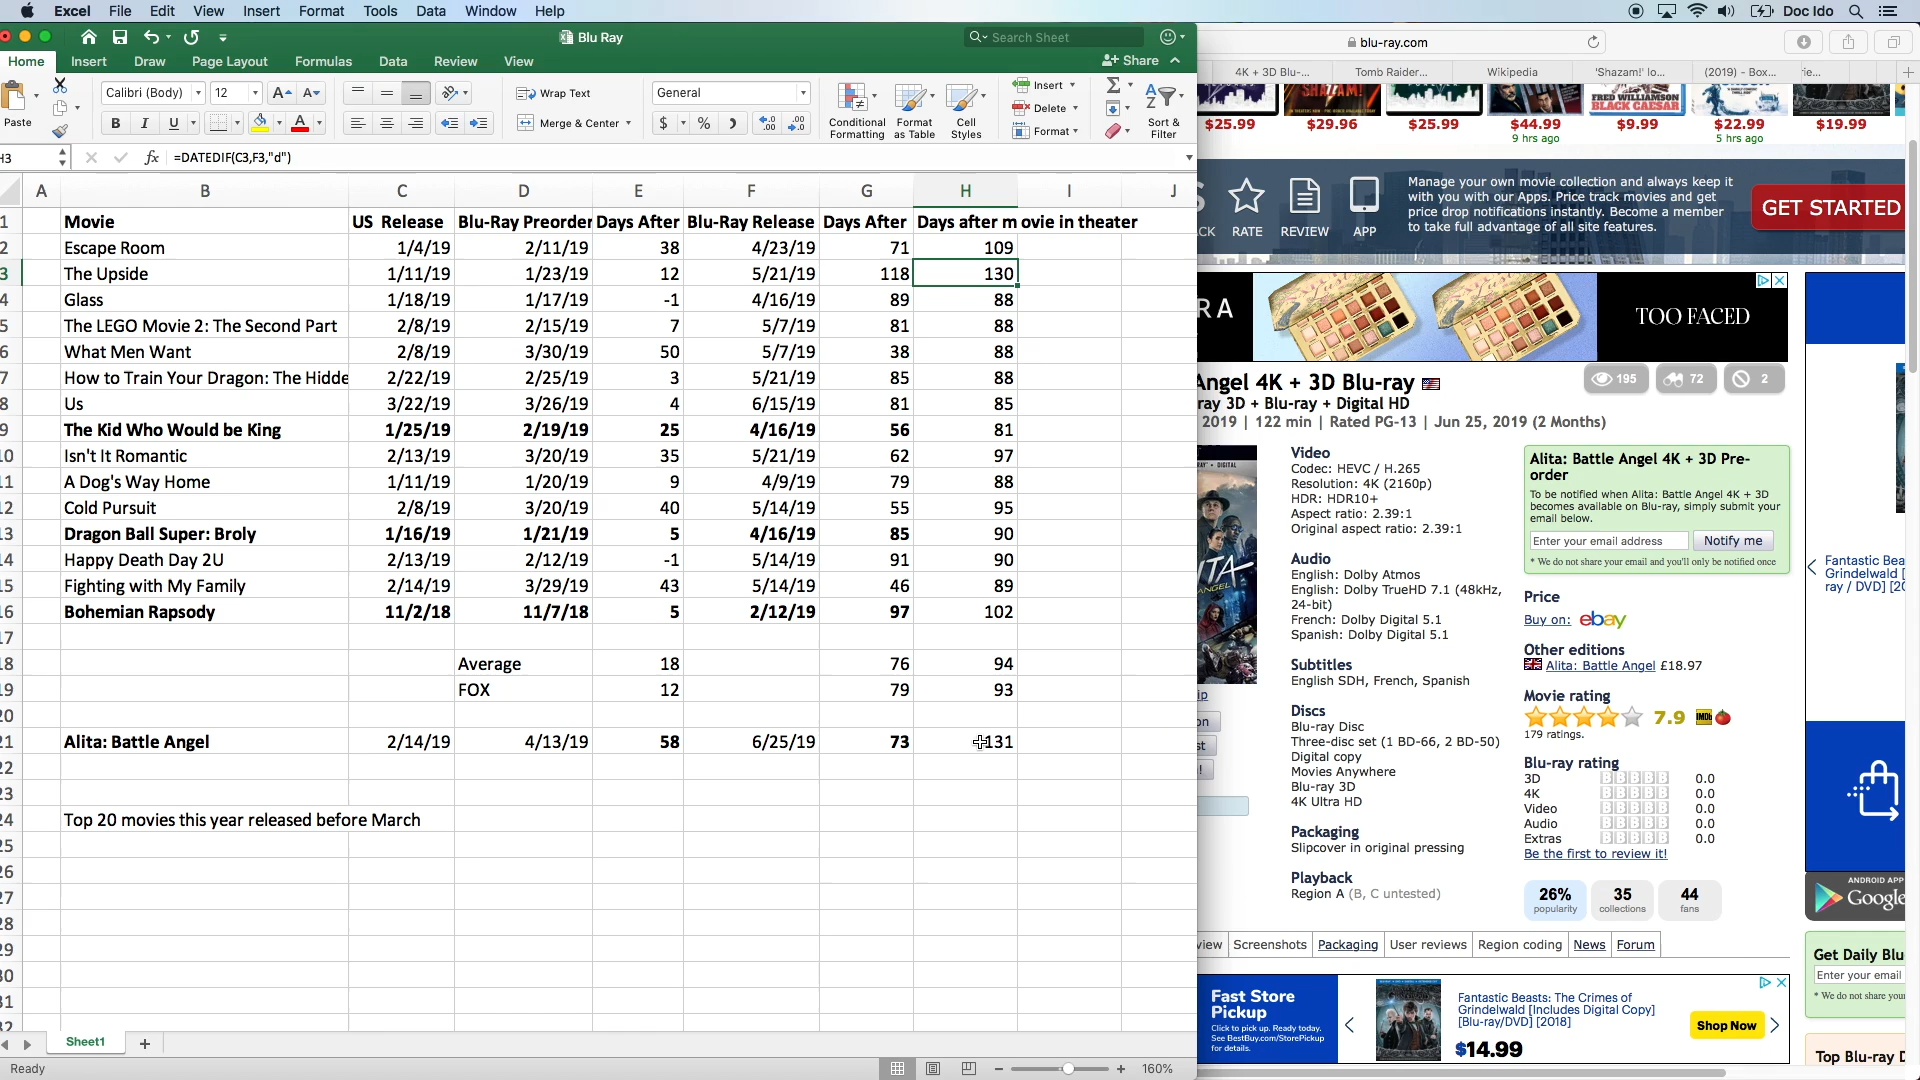 Excel File Edit View Insert Format Tools Data Window Help Doc Ido
Blu Ray
Search Sheet
Home Insert Draw Page Layout Formulas Data Review View Share
Paste Calibri (Body) 12 Wrap Text General Insert
Merge & Center Delete
Conditional Formatting Format as Table Cell Styles Format Sort & Filter
=DATEDIF(C3,F3,"d")
A B C D E F G H I J
Movie US Release Blu-Ray Preorder Days After Blu-Ray Release Days After Days after m ovie in theater
Escape Room 1/4/19 2/11/19 38 4/23/19 71 109
The Upside 1/11/19 1/23/19 12 5/21/19 118 130
Glass 1/18/19 1/17/19 -1 4/16/19 89 88
The LEGO Movie 2: The Second Part 2/8/19 2/15/19 7 5/7/19 81 88
What Men Want 2/8/19 3/30/19 50 5/7/19 38 88
How to Train Your Dragon: The Hidde 2/22/19 2/25/19 3 5/21/19 85 88
Us 3/22/19 3/26/19 4 6/15/19 81 85
The Kid Who Would be King 1/25/19 2/19/19 25 4/16/19 56 81
Isn't It Romantic 2/13/19 3/20/19 35 5/21/19 62 97
A Dog's Way Home 1/11/19 1/20/19 9 4/9/19 79 88
Cold Pursuit 2/8/19 3/20/19 40 5/14/19 55 95
Dragon Ball Super: Broly 1/16/19 1/21/19 5 4/16/19 85 90
Happy Death Day 2U 2/13/19 2/12/19 -1 5/14/19 91 90
Fighting with My Family 2/14/19 3/29/19 43 5/14/19 46 89
Bohemian Rapsody 11/2/18 11/7/18 5 2/12/19 97 102
Average 18 76 94
FOX 12 79 93
Alita: Battle Angel 2/14/19 4/13/19 58 6/25/19 73 131
Top 20 movies this year released before March
Sheet1
Ready 160%
blu-ray.com
4K + 3D Blu-... Tomb Raider... Wikipedia 'Shazam!' lo... (2019) - Box... ie...
SHAZAM! FRED WILLIAMSON
BLACK CAESAR
$25.99 $29.96 $25.99 $44.99 $9.99 $22.99 $19.99
9 hrs ago 5 hrs ago
Manage your own movie collection and always keep it
with you with our Apps. Price track movies and get
price drop notifications instantly. Become a member
to take full advantage of all site features.
CK RATE REVIEW APP
GET STARTED
RA TOO FACED
Angel 4K + 3D Blu-ray
195 72 2
ray 3D + Blu-ray + Digital HD
2019 | 122 min | Rated PG-13 | Jun 25, 2019 (2 Months)
Video
Codec: HEVC / H.265
Resolution: 4K (2160p)
HDR: HDR10+
Aspect ratio: 2.39:1
Original aspect ratio: 2.39:1
Audio
English: Dolby Atmos
English: Dolby TrueHD 7.1 (48kHz,
24-bit)
French: Dolby Digital 5.1
Spanish: Dolby Digital 5.1
Subtitles
English SDH, French, Spanish
Discs
Blu-ray Disc
Three-disc set (1 BD-66, 2 BD-50)
Digital copy
Movies Anywhere
Blu-ray 3D
4K Ultra HD
Packaging
Slipcover in original pressing
Playback
Region A (B, C untested)
Alita: Battle Angel 4K + 3D Pre-
order
To be notified when Alita: Battle Angel 4K + 3D
becomes available on Blu-ray, simply submit your
email below.
Enter your email address Notify me
* We do not share your email and you'll only be notified once
Price
Buy on: ebay
Other editions
Alita: Battle Angel £18.97
Movie rating
7.9 IMDb
179 ratings.
Blu-ray rating
3D 0.0
4K 0.0
Video 0.0
Audio 0.0
Extras 0.0
Be the first to review it!
26% 35 44
popularity collections fans
view Screenshots Packaging User reviews Region coding News Forum
Fast Store
Pickup
Click to pick up. Ready today.
See BestBuy.com/StorePickup
for details.
Fantastic Beasts: The Crimes of
Grindelwald [Includes Digital Copy]
[Blu-ray/DVD] [2018]
$14.99
Shop Now
Fantastic Bea
Grindelwald [
ray / DVD] [20
ANDROID APP
Google
Get Daily Blu
Enter your email
* We do not share your
Top Blu-ray D